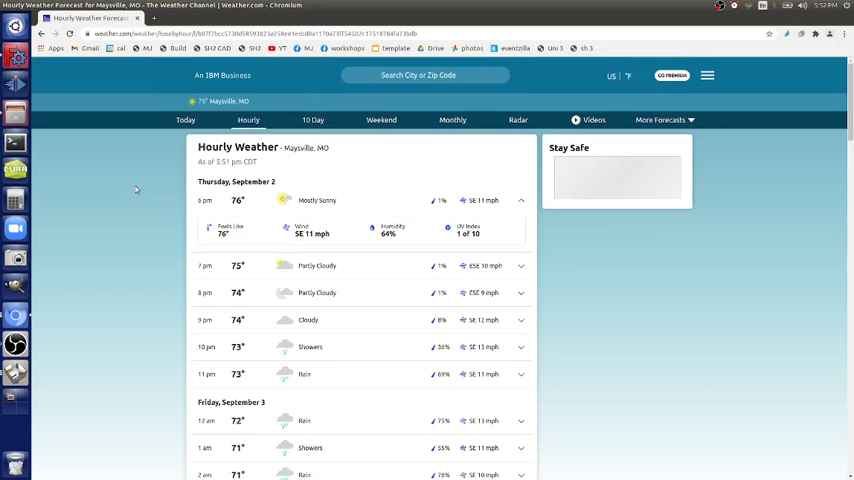 Hourly Weather Forecast for Maysville, MO - The Weather Channel | Weather.com - Chromium
En
5:52 PM
Hourly Weather Forecast
Apps Gmail cal MJ Build SH2 CAD SH2 YT MJ workshops template Drive photos eventzilla Uni 3 sh 3
An IBM Business
Search City or Zip Code
US | °F
GO PREMIUM
76° Maysville, MO
Today Hourly 10 Day Weekend Monthly Radar Videos More Forecasts
Hourly Weather - Maysville, MO
As of 5:51 pm CDT
Stay Safe
Thursday, September 2
6 pm 76° Mostly Sunny 1% SE 11 mph
Feels Like Wind Humidity UV Index
76° SE 11 mph 64% 1 of 10
7 pm 75° Partly Cloudy 1% ESE 10 mph
8 pm 74° Partly Cloudy 1% ESE 9 mph
9 pm 74° Cloudy 8% SE 12 mph
10 pm 73° Showers 36% SE 13 mph
11 pm 73° Rain 69% SE 11 mph
Friday, September 3
12 am 72° Rain 75% SE 13 mph
1 am 71° Showers 55% SE 11 mph
2 am 71° Rain 76% SE 10 mph
CURA